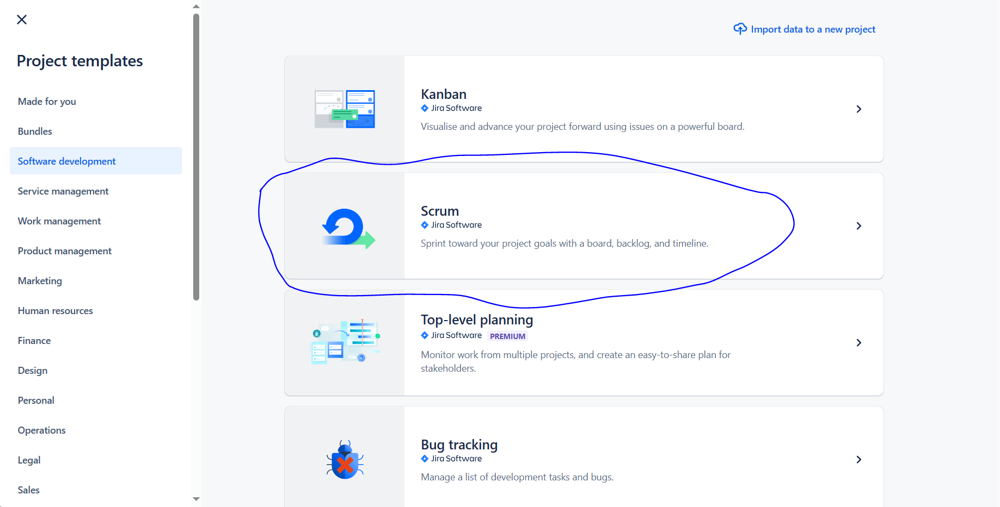 Project templates
Made for you
Bundles
Software development
Service management
Work management
Product management
Marketing
Human resources
Finance
Design
Personal
Operations
Legal
Sales
Import data to a new project
Kanban
Jira Software
Visualise and advance your project forward using issues on a powerful board.
Scrum
Jira Software
Sprint toward your project goals with a board, backlog, and timeline.
Top-level planning
Jira Software PREMIUM
Monitor work from multiple projects, and create an easy-to-share plan for
stakeholders.
Bug tracking
Jira Software
Manage a list of development tasks and bugs.